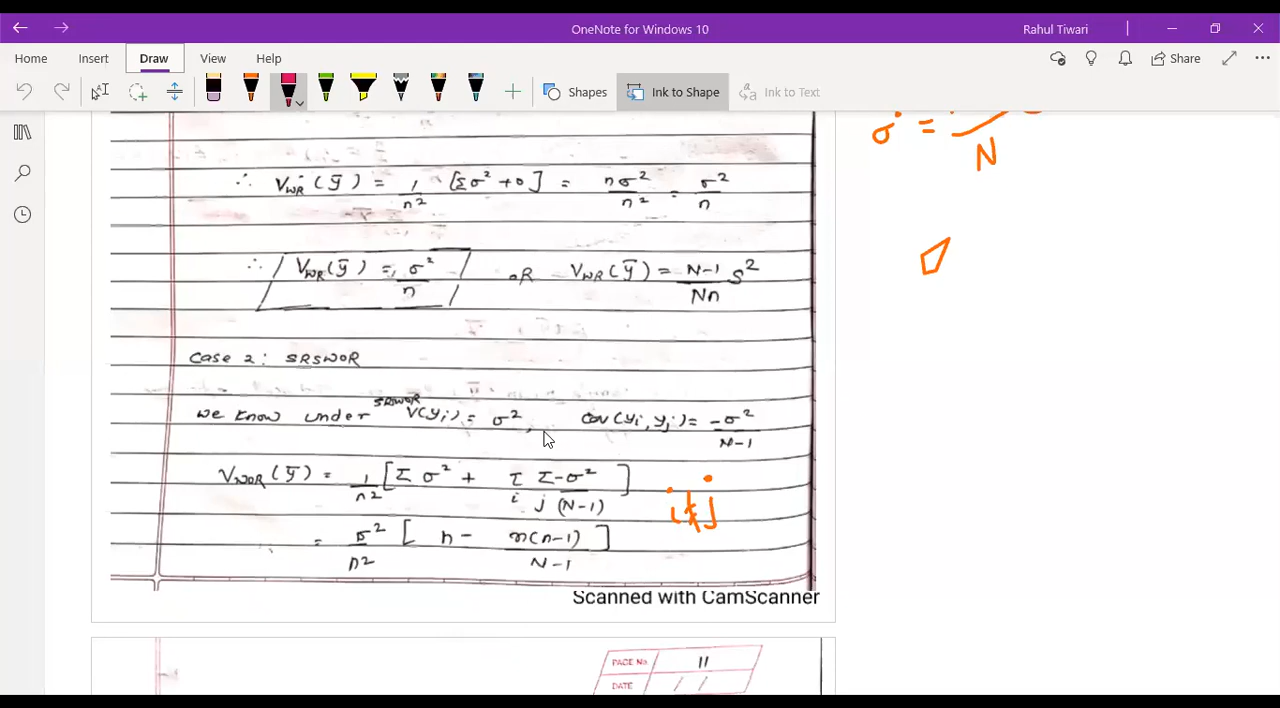 OneNote for Windows 10
Rahul Tiwari
Home Insert Draw View Help
Share
Shapes Ink to Shape Ink to Text
σ² =
N
∴ V_WR(ȳ) = 1/n² [Σσ² + 0] = nσ²/n² = σ²/n
∴ V_WR(ȳ) = σ²/n OR V_WR(ȳ) = N-1/Nn S²
Case 2: SRSWOR
We know under SRSWOR V(yi) = σ², Cov(yi, yj) = -σ²/N-1
V_WOR(ȳ) = 1/n² [Σ σ² + Σi Σj -σ²/(N-1)] i≠j
= σ²/n² [n - n(n-1)/N-1]
Scanned with CamScanner
PAGE No. 11
DATE / /